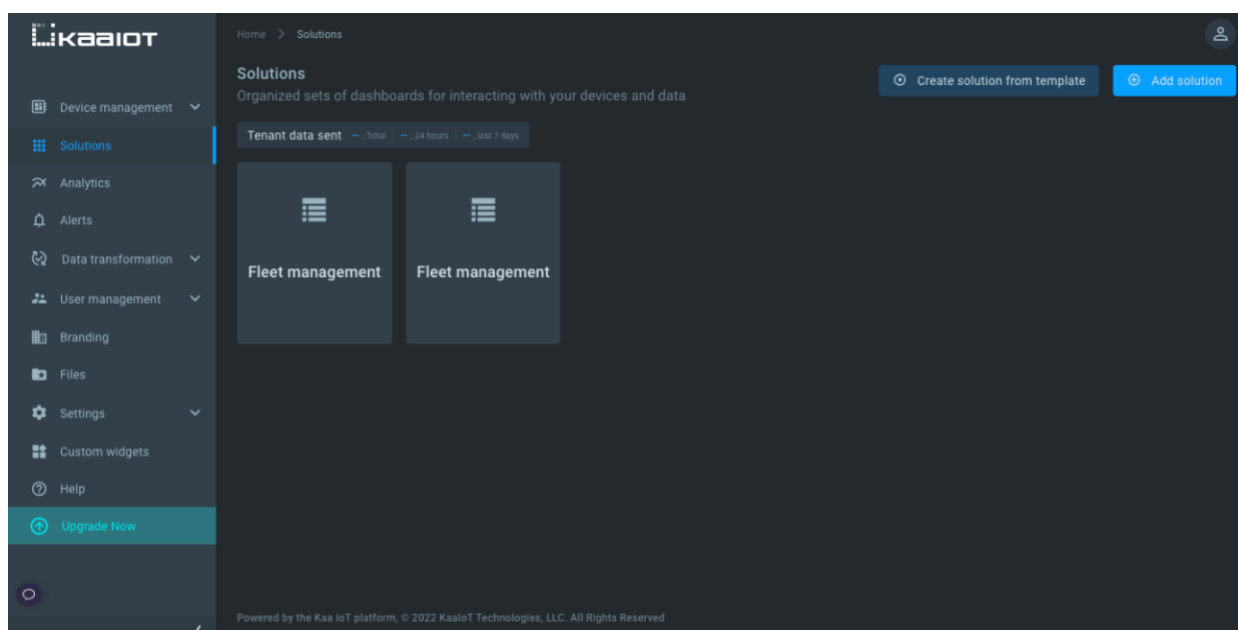 kaaIoT
Device management
Solutions
Analytics
Alerts
Data transformation
User management
Branding
Files
Settings
Custom widgets
Help
Upgrade Now
Home > Solutions
Solutions
Organized sets of dashboards for interacting with your devices and data
Create solution from template
Add solution
Tenant data sent -- , Total -- , 24 hours -- , last 7 days
Fleet management
Fleet management
Powered by the Kaa IoT platform, © 2022 KaaIoT Technologies, LLC. All Rights Reserved